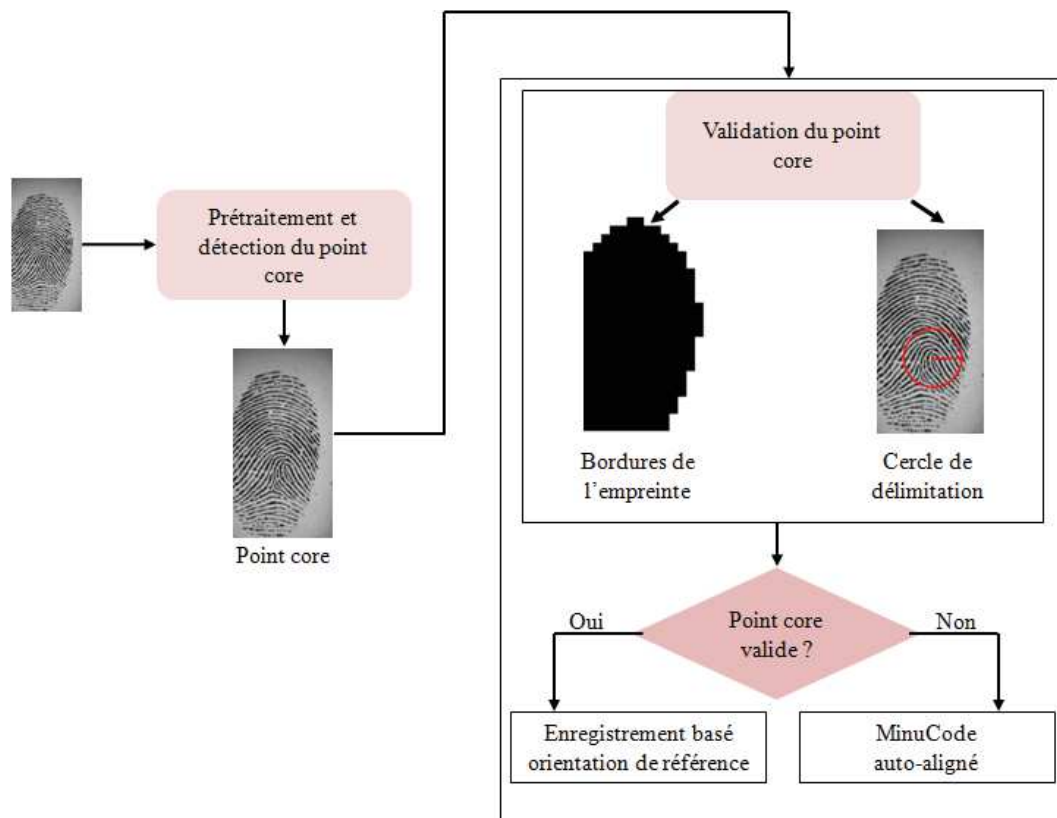 Prétraitement et
détection du point
core
Point core
Validation du point
core
Bordures de
l’empreinte
Cercle de
délimitation
Point core
valide ?
Oui
Non
Enregistrement basé
orientation de référence
MinuCode
auto-aligné